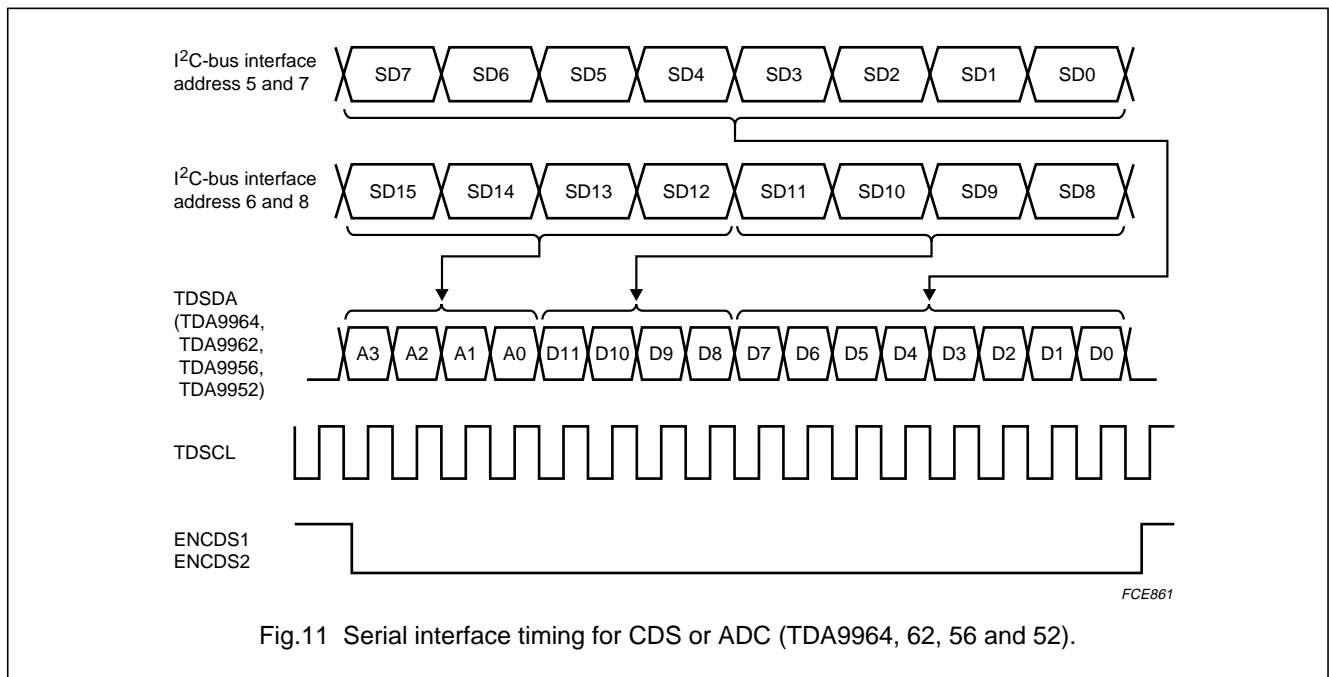 I²C-bus interface
address 5 and 7
SD7 SD6 SD5 SD4 SD3 SD2 SD1 SD0
I²C-bus interface
address 6 and 8
SD15 SD14 SD13 SD12 SD11 SD10 SD9 SD8
TDSDA
(TDA9964,
TDA9962,
TDA9956,
TDA9952)
A3 A2 A1 A0 D11 D10 D9 D8 D7 D6 D5 D4 D3 D2 D1 D0
TDSCL
ENCDS1
ENCDS2
FCE861
Fig.11 Serial interface timing for CDS or ADC (TDA9964, 62, 56 and 52).